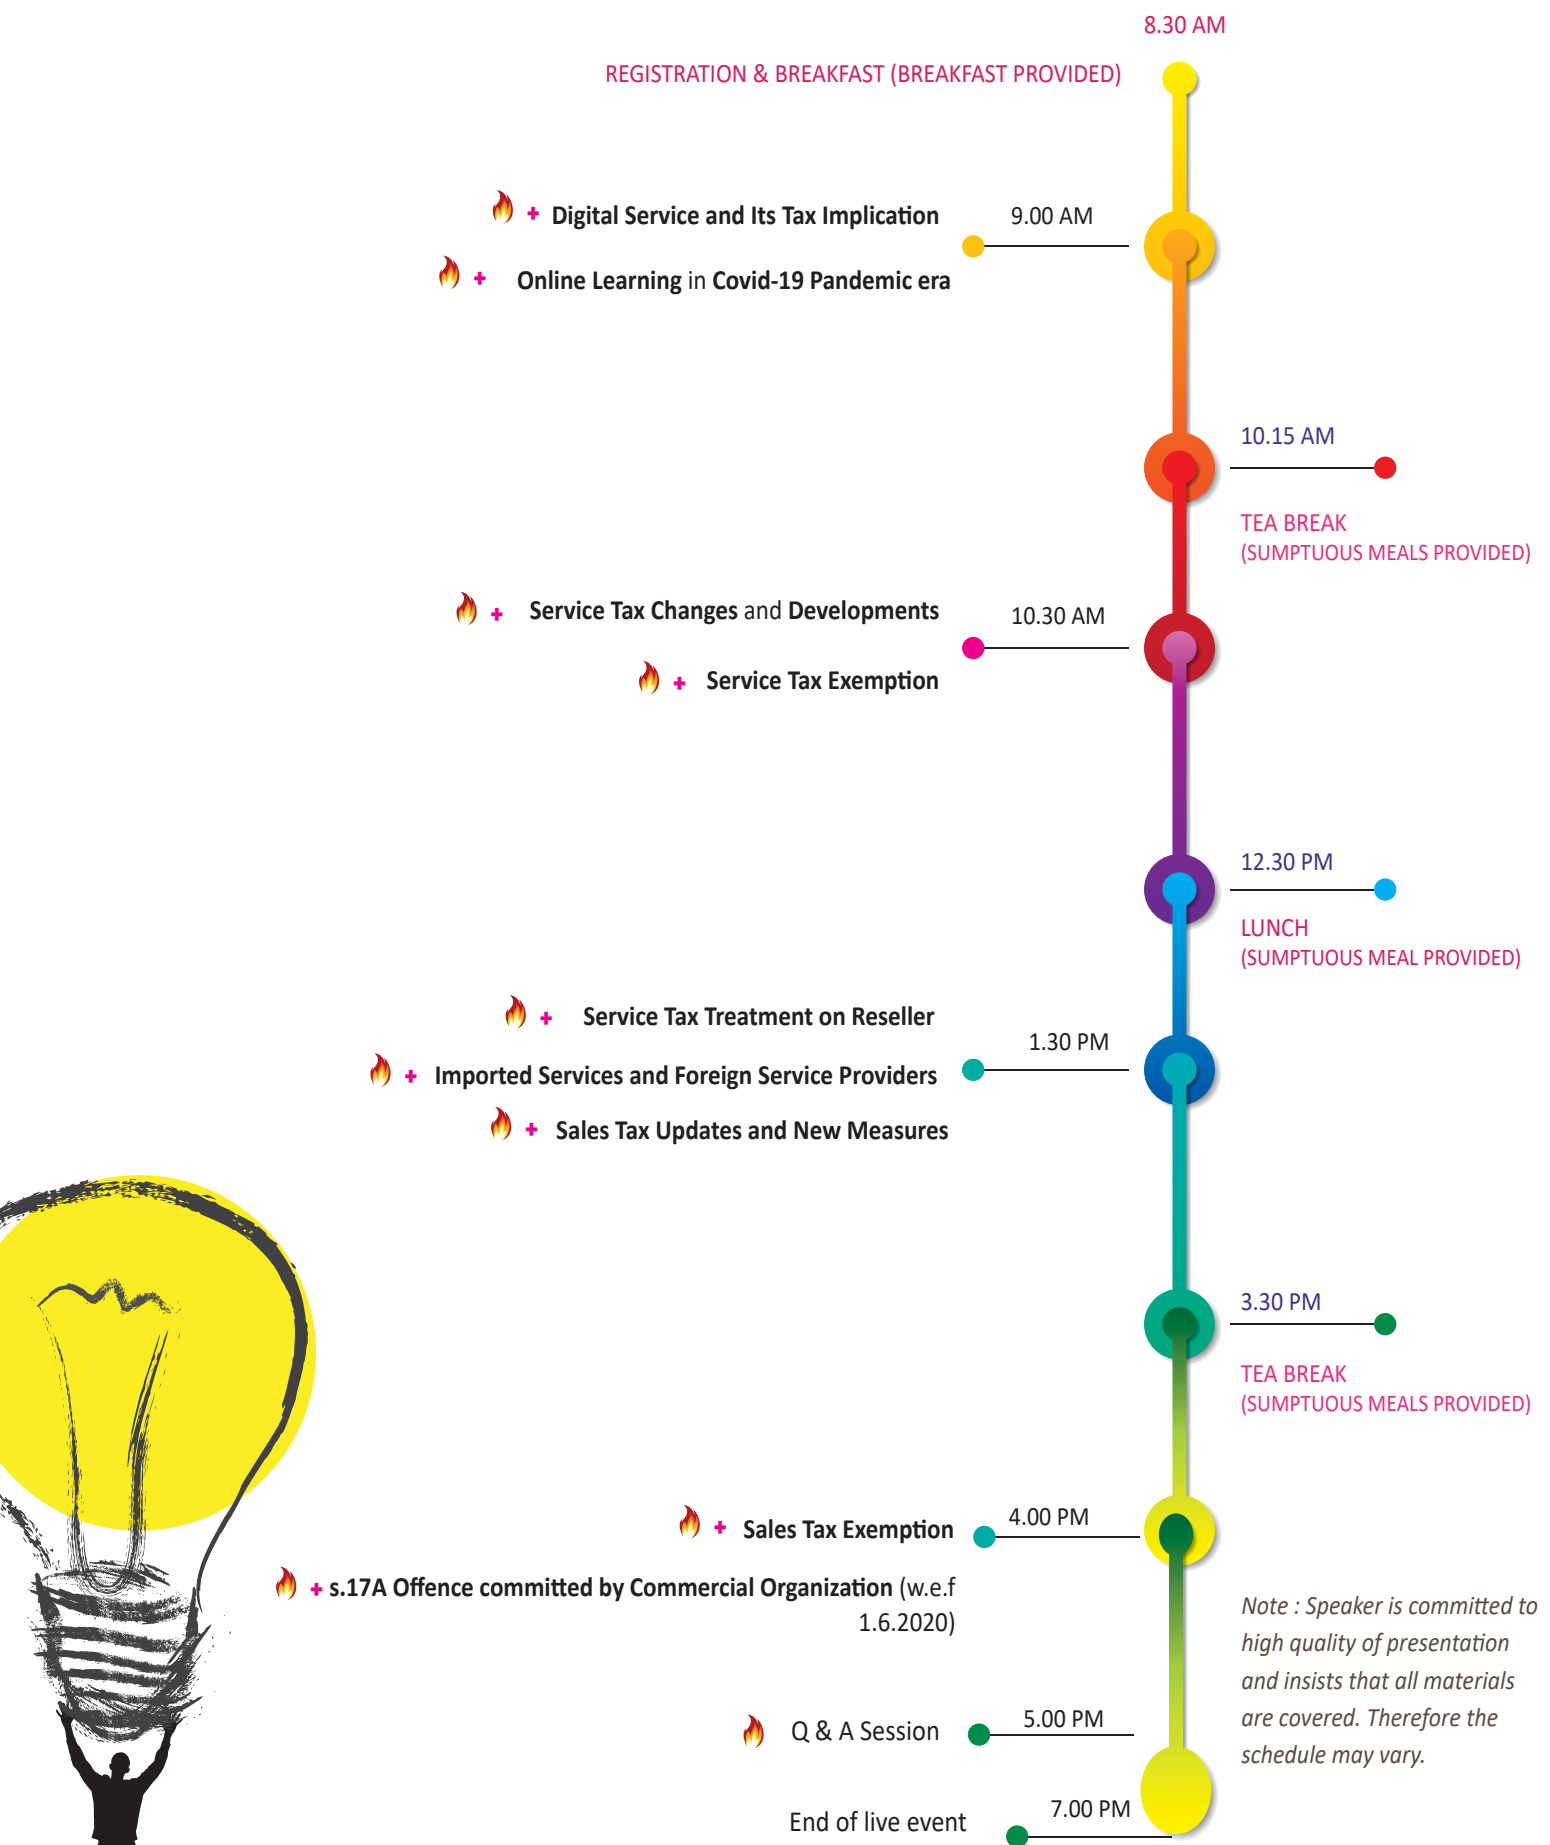 8.30 AM
REGISTRATION & BREAKFAST (BREAKFAST PROVIDED)
+ Digital Service and Its Tax Implication
9.00 AM
+ Online Learning in Covid-19 Pandemic era
10.15 AM
TEA BREAK
(SUMPTUOUS MEALS PROVIDED)
+ Service Tax Changes and Developments
10.30 AM
+ Service Tax Exemption
12.30 PM
LUNCH
(SUMPTUOUS MEAL PROVIDED)
+ Service Tax Treatment on Reseller
1.30 PM
+ Imported Services and Foreign Service Providers
+ Sales Tax Updates and New Measures
3.30 PM
TEA BREAK
(SUMPTUOUS MEALS PROVIDED)
+ Sales Tax Exemption
4.00 PM
+ s.17A Offence committed by Commercial Organization (w.e.f
1.6.2020)
Note : Speaker is committed to
high quality of presentation
and insists that all materials
are covered. Therefore the
schedule may vary.
Q & A Session
5.00 PM
End of live event
7.00 PM